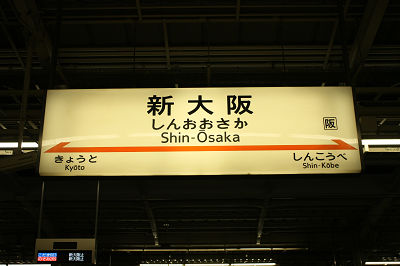 新大阪
しんおおさか
Shin-Ōsaka
阪
きょうと
Kyōto
しんこうべ
Shin-Kōbe